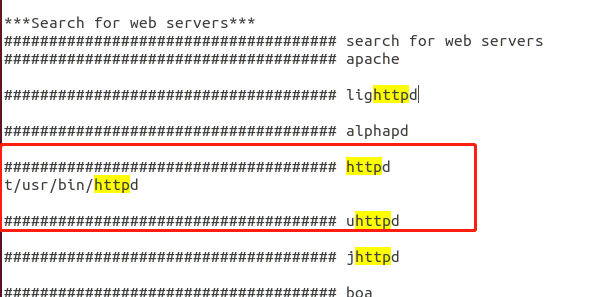 ***Search for web servers***
##################################### search for web servers
##################################### apache
##################################### lighttpd
##################################### alphapd
##################################### httpd
t/usr/bin/httpd
##################################### uhttpd
##################################### jhttpd
##################################### boa